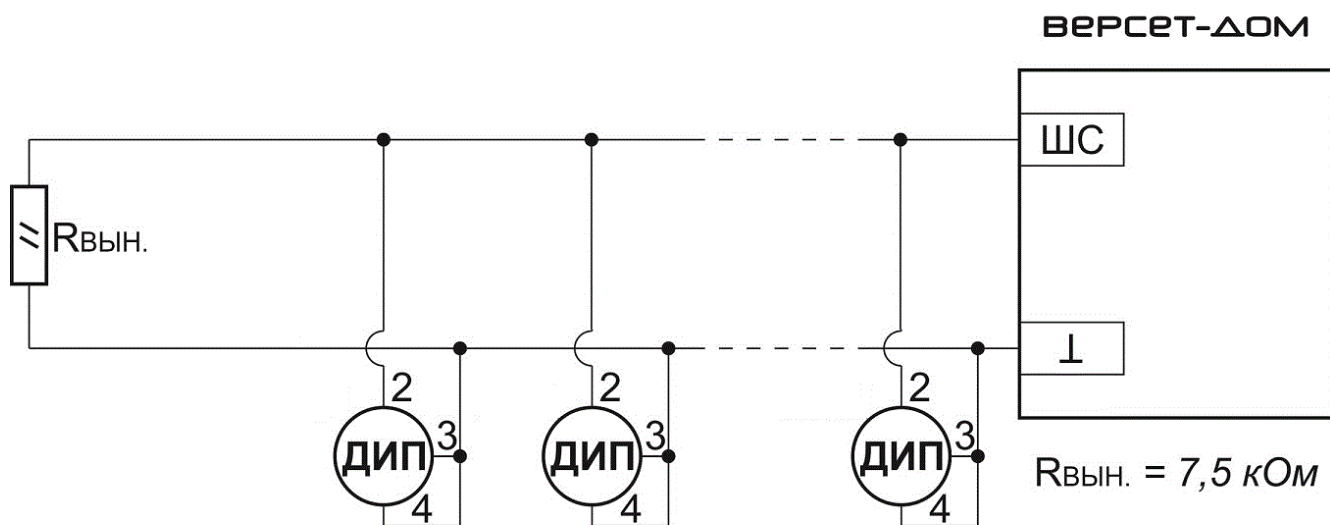 ВЕРСЕТ-ДОМ
ШС
Rвын.
⊥
2 2 2
ДИП 3 ДИП 3 ДИП 3
Rвын. = 7,5 кОм
4 4 4